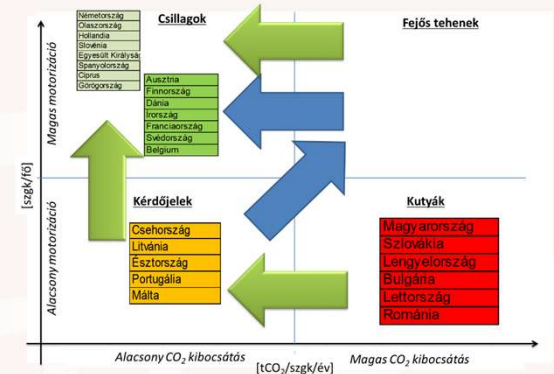 Csillagok
Fejős tehenek
Németország
Olaszország
Hollandia
Slovénia
Egyesült Királyság
Spanyolország
Ciprus
Görögország
Ausztria
Finnország
Dánia
Írország
Franciaország
Svédország
Belgium
Magas motorizáció
[szgk/fő]
Alacsony motorizáció
Kérdőjelek
Csehország
Litvánia
Észtország
Portugália
Málta
Kutyák
Magyarország
Szlovákia
Lengyelország
Bulgária
Lettország
Románia
Alacsony CO₂ kibocsátás
[tCO₂/szgk/év]
Magas CO₂ kibocsátás